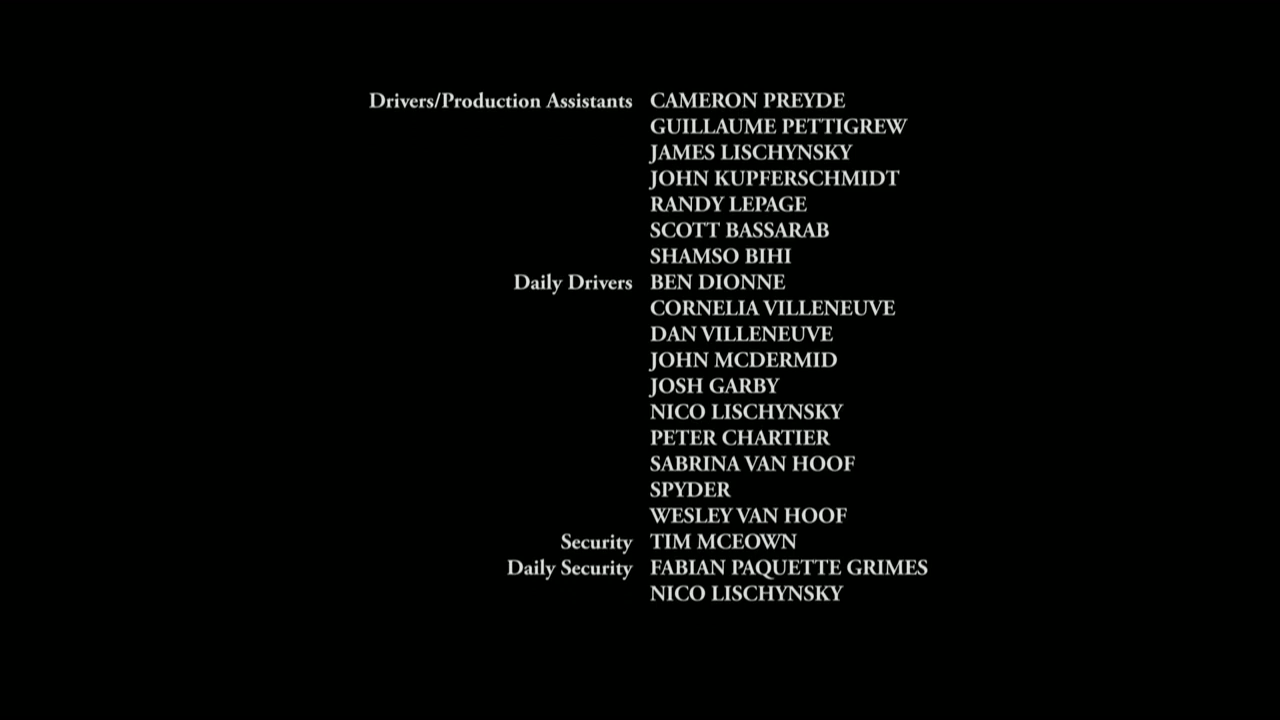 Drivers/Production Assistants CAMERON PREYDE
GUILLAUME PETTIGREW
JAMES LISCHYNSKY
JOHN KUPFERSCHMIDT
RANDY LEPAGE
SCOTT BASSARAB
SHAMSO BIHI
Daily Drivers BEN DIONNE
CORNELIA VILLENEUVE
DAN VILLENEUVE
JOHN MCDERMID
JOSH GARBY
NICO LISCHYNSKY
PETER CHARTIER
SABRINA VAN HOOF
SPYDER
WESLEY VAN HOOF
Security TIM MCEOWN
Daily Security FABIAN PAQUETTE GRIMES
NICO LISCHYNSKY